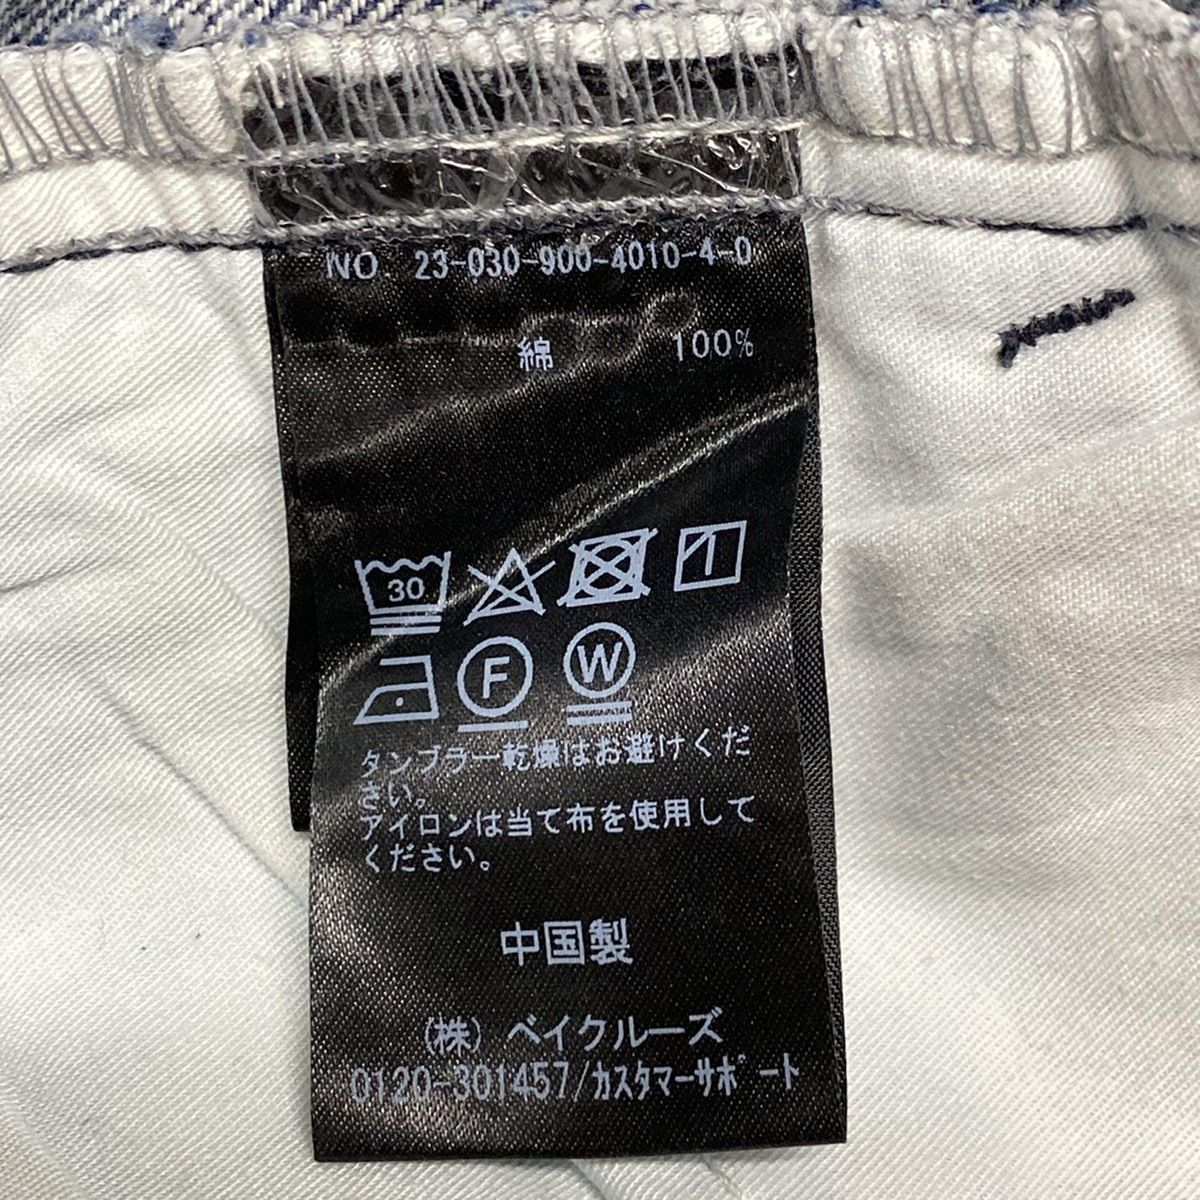 NO. 23-030-900-4010-4-0
綿 100%
30
F W
タンブラー乾燥はお避けくだ
さい。
アイロンは当て布を使用して
ください。
中国製
(株) ベイクルーズ
0120-301457/カスタマーサポート